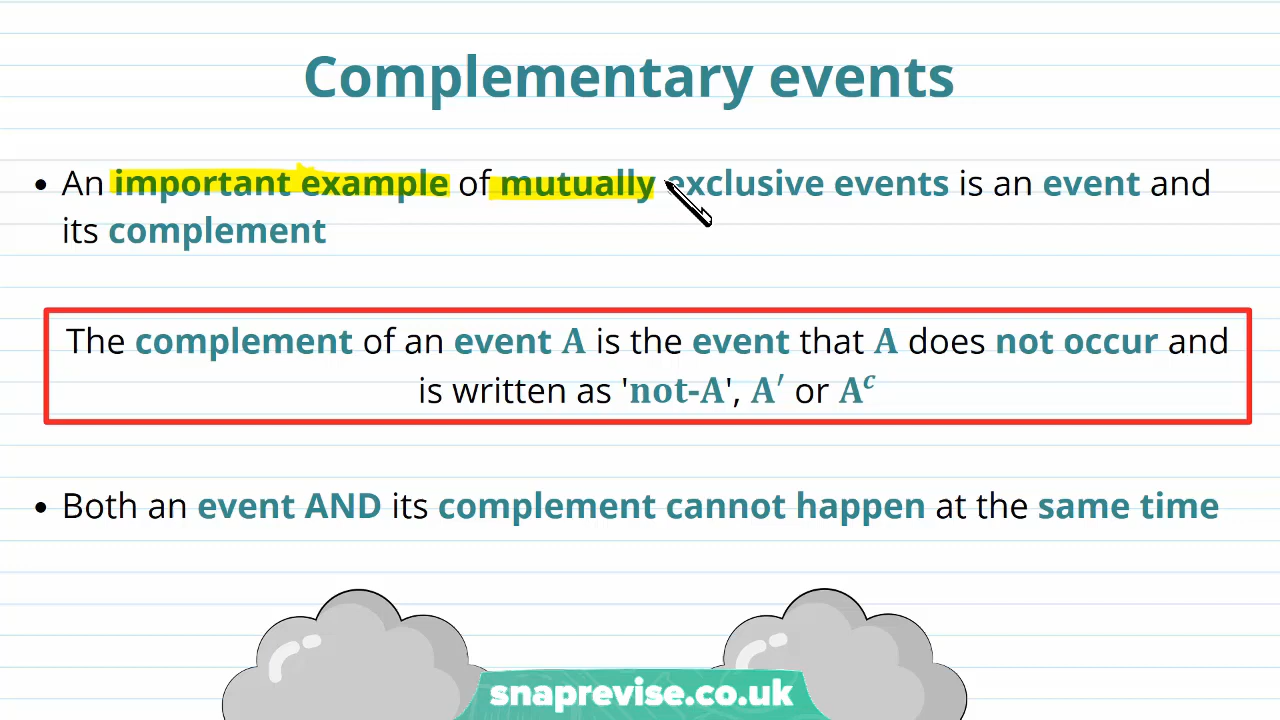 Complementary events
• An important example of mutually exclusive events is an event and
its complement
The complement of an event A is the event that A does not occur and
is written as 'not-A', A′ or Aᶜ
• Both an event AND its complement cannot happen at the same time
snaprevise.co.uk